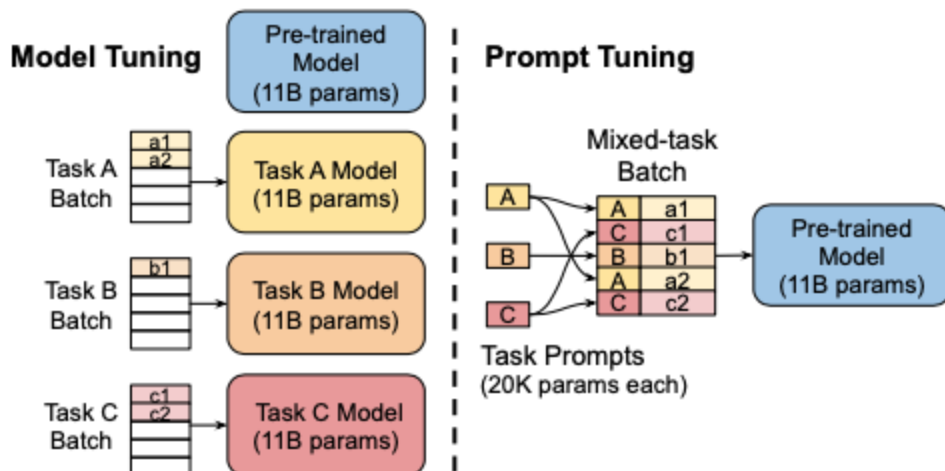 Model Tuning
Pre-trained
Model
(11B params)
a1
a2
Task A
Batch
Task A Model
(11B params)
b1
Task B
Batch
Task B Model
(11B params)
c1
c2
Task C
Batch
Task C Model
(11B params)
Prompt Tuning
Mixed-task
Batch
A
B
C
A a1
C c1
B b1
A a2
C c2
Task Prompts
(20K params each)
Pre-trained
Model
(11B params)